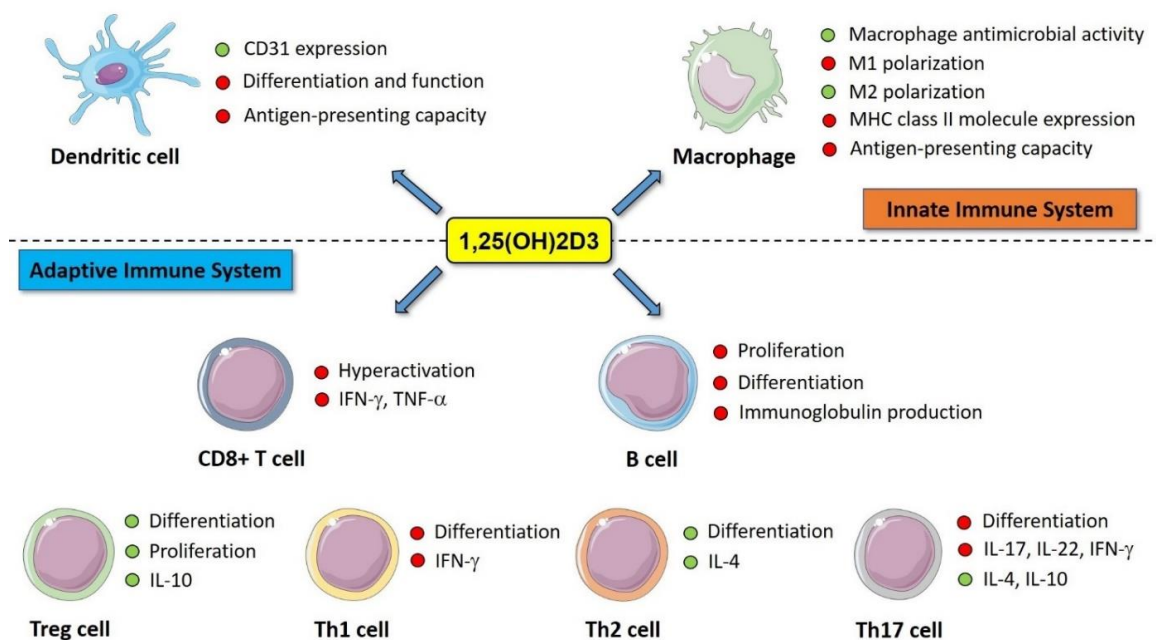 CD31 expression
Differentiation and function
Antigen-presenting capacity
Dendritic cell
Macrophage antimicrobial activity
M1 polarization
M2 polarization
MHC class II molecule expression
Antigen-presenting capacity
Macrophage
Innate Immune System
1,25(OH)2D3
Adaptive Immune System
Hyperactivation
IFN-γ, TNF-α
CD8+ T cell
Proliferation
Differentiation
Immunoglobulin production
B cell
Differentiation
Proliferation
IL-10
Treg cell
Differentiation
IFN-γ
Th1 cell
Differentiation
IL-4
Th2 cell
Differentiation
IL-17, IL-22, IFN-γ
IL-4, IL-10
Th17 cell